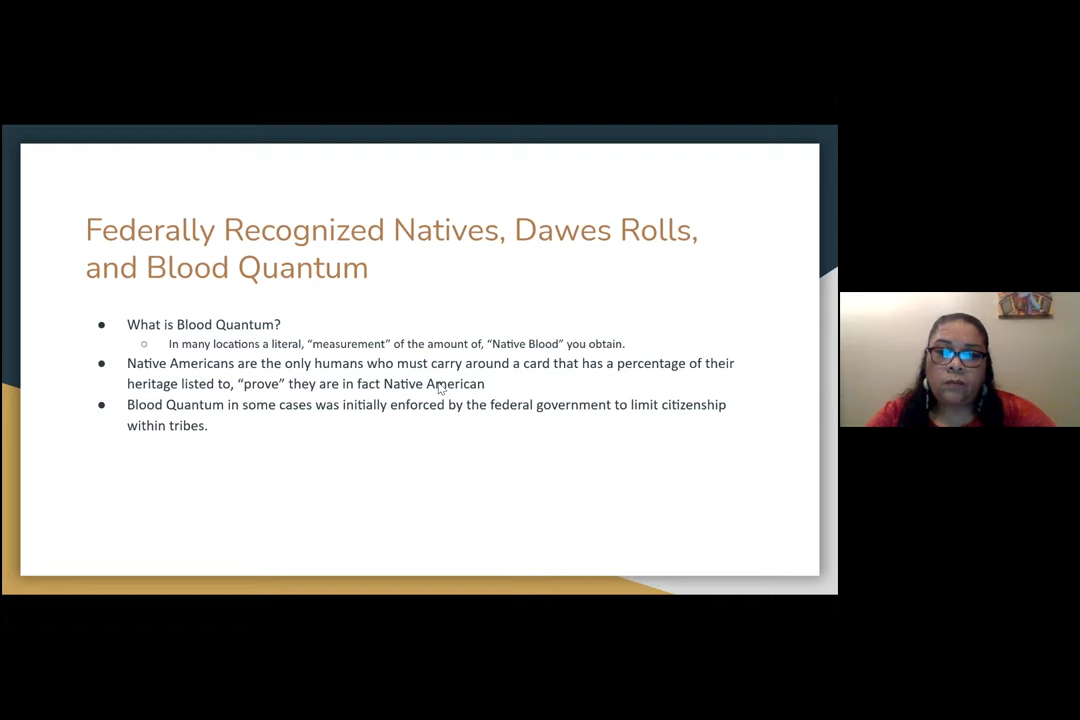 Federally Recognized Natives, Dawes Rolls,
and Blood Quantum
● What is Blood Quantum?
○ In many locations a literal, “measurement” of the amount of, “Native Blood” you obtain.
● Native Americans are the only humans who must carry around a card that has a percentage of their
heritage listed to, “prove” they are in fact Native American
● Blood Quantum in some cases was initially enforced by the federal government to limit citizenship
within tribes.